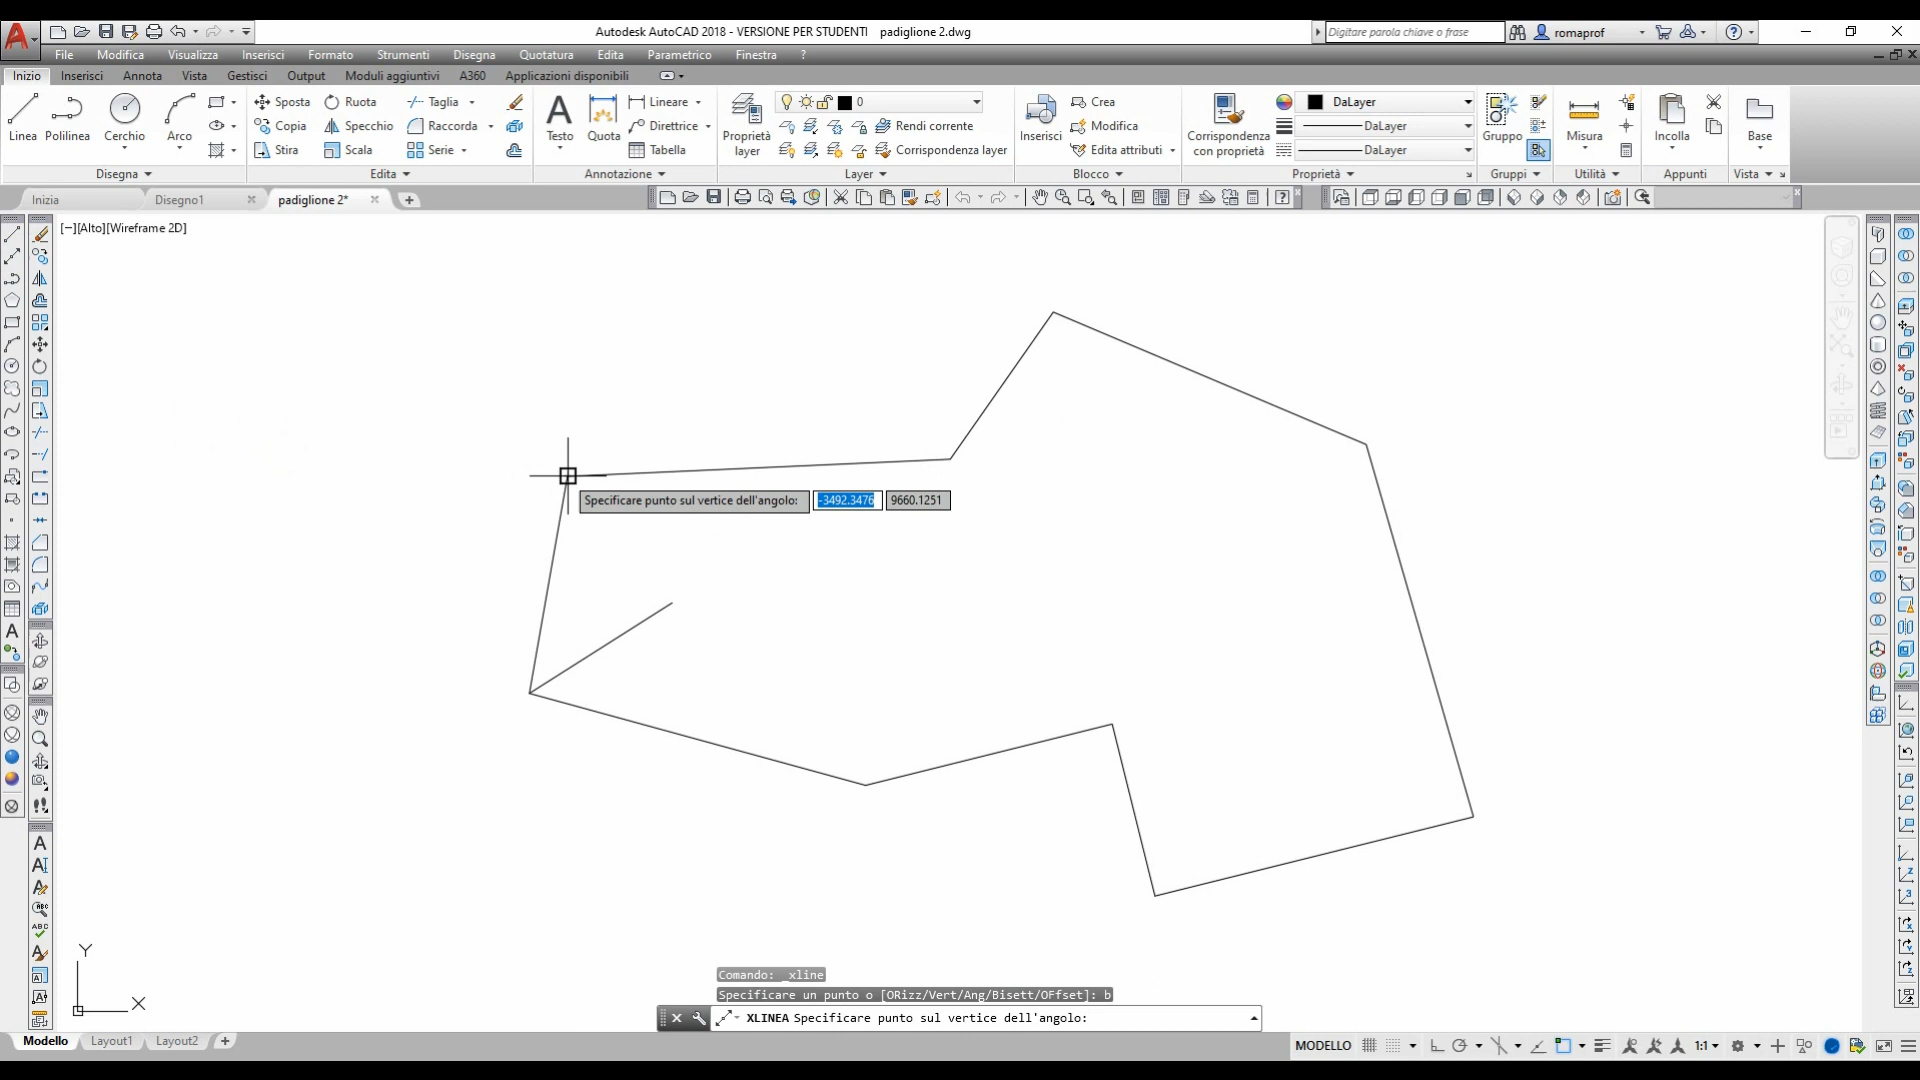 Autodesk AutoCAD 2018 - VERSIONE PER STUDENTI padiglione 2.dwg
Digitare parola chiave o frase
romaprof
File Modifica Visualizza Inserisci Formato Strumenti Disegna Quotatura Edita Parametrico Finestra ?
Inizio Inserisci Annota Vista Gestisci Output Moduli aggiuntivi A360 Applicazioni disponibili
Linea Polilinea Cerchio Arco
Sposta Ruota Taglia
Copia Specchio Raccorda
Stira Scala Serie
Testo Quota
Lineare
Direttrice
Tabella
Proprietà layer
0
Rendi corrente
Corrispondenza layer
Inserisci
Crea
Modifica
Edita attributi
Corrispondenza con proprietà
DaLayer
DaLayer
DaLayer
Gruppo
Misura
Incolla
Base
Disegna Edita Annotazione Layer Blocco Proprietà Gruppi Utilità Appunti Vista
Inizia Disegno1 padiglione 2*
[−][Alto][Wireframe 2D]
Specificare punto sul vertice dell'angolo: -3492.3476 9660.1251
Y
X
Comando: _xline
Specificare un punto o [ORizz/Vert/Ang/Bisett/OFfset]: b
XLINEA Specificare punto sul vertice dell'angolo:
Modello Layout1 Layout2
MODELLO 1:1